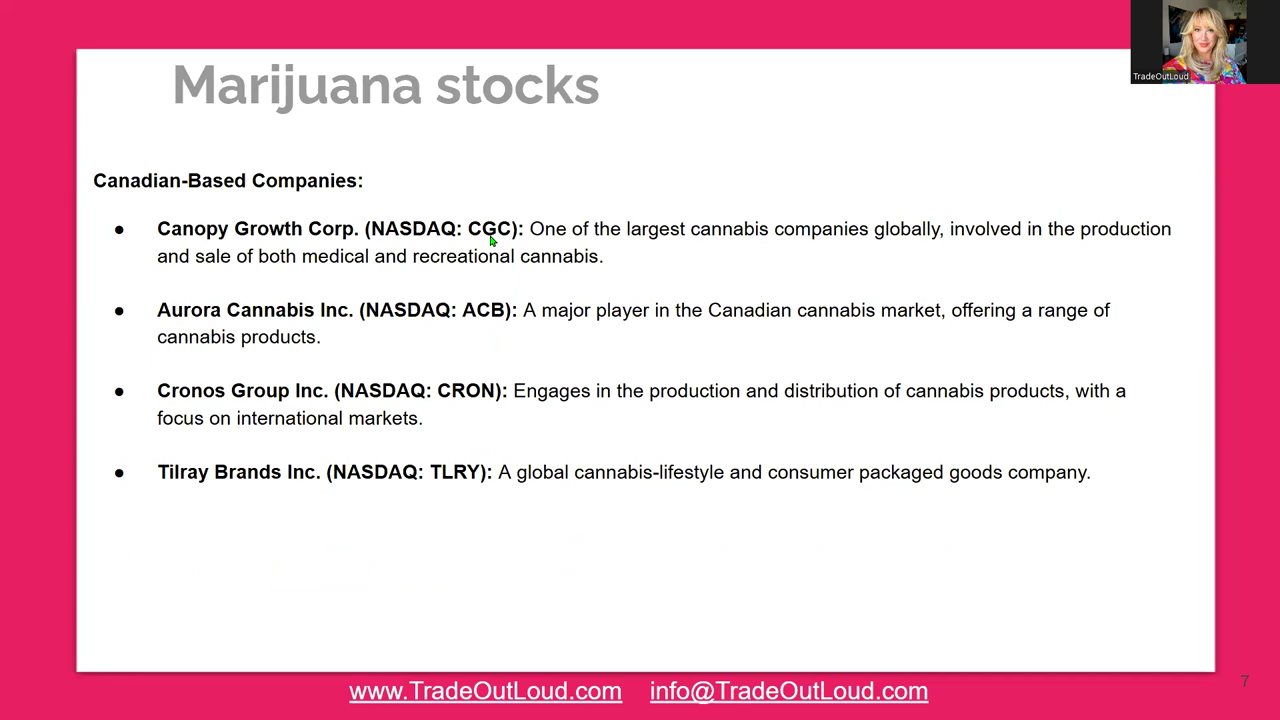 Marijuana stocks
TradeOutLoud
Canadian-Based Companies:
● Canopy Growth Corp. (NASDAQ: CGC): One of the largest cannabis companies globally, involved in the production
and sale of both medical and recreational cannabis.
● Aurora Cannabis Inc. (NASDAQ: ACB): A major player in the Canadian cannabis market, offering a range of
cannabis products.
● Cronos Group Inc. (NASDAQ: CRON): Engages in the production and distribution of cannabis products, with a
focus on international markets.
● Tilray Brands Inc. (NASDAQ: TLRY): A global cannabis-lifestyle and consumer packaged goods company.
7
www.TradeOutLoud.com info@TradeOutLoud.com